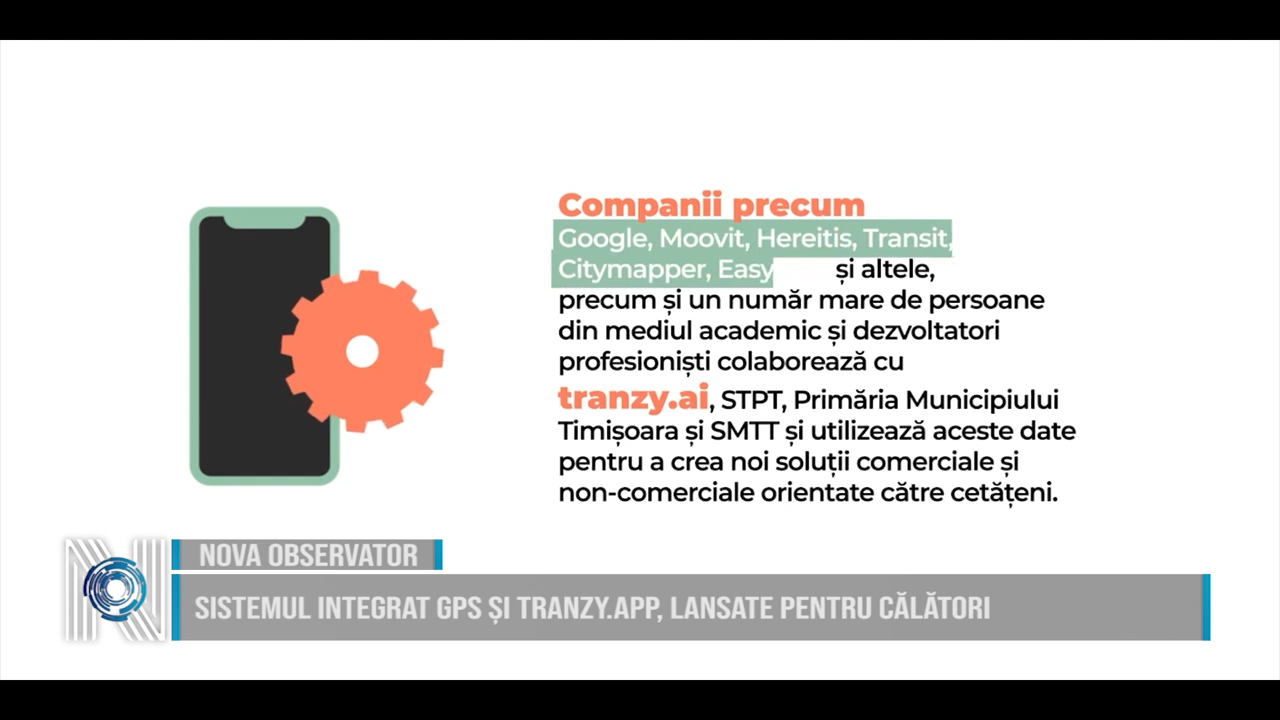 Companii precum
Google, Moovit, Hereitis, Transit,
Citymapper, Easy și altele,
precum și un număr mare de persoane
din mediul academic și dezvoltatori
profesioniști colaborează cu
tranzy.ai, STPT, Primăria Municipiului
Timișoara și SMTT și utilizează aceste date
pentru a crea noi soluții comerciale și
non-comerciale orientate către cetățeni.
NOVA OBSERVATOR
SISTEMUL INTEGRAT GPS ȘI TRANZY.APP, LANSATE PENTRU CĂLĂTORI